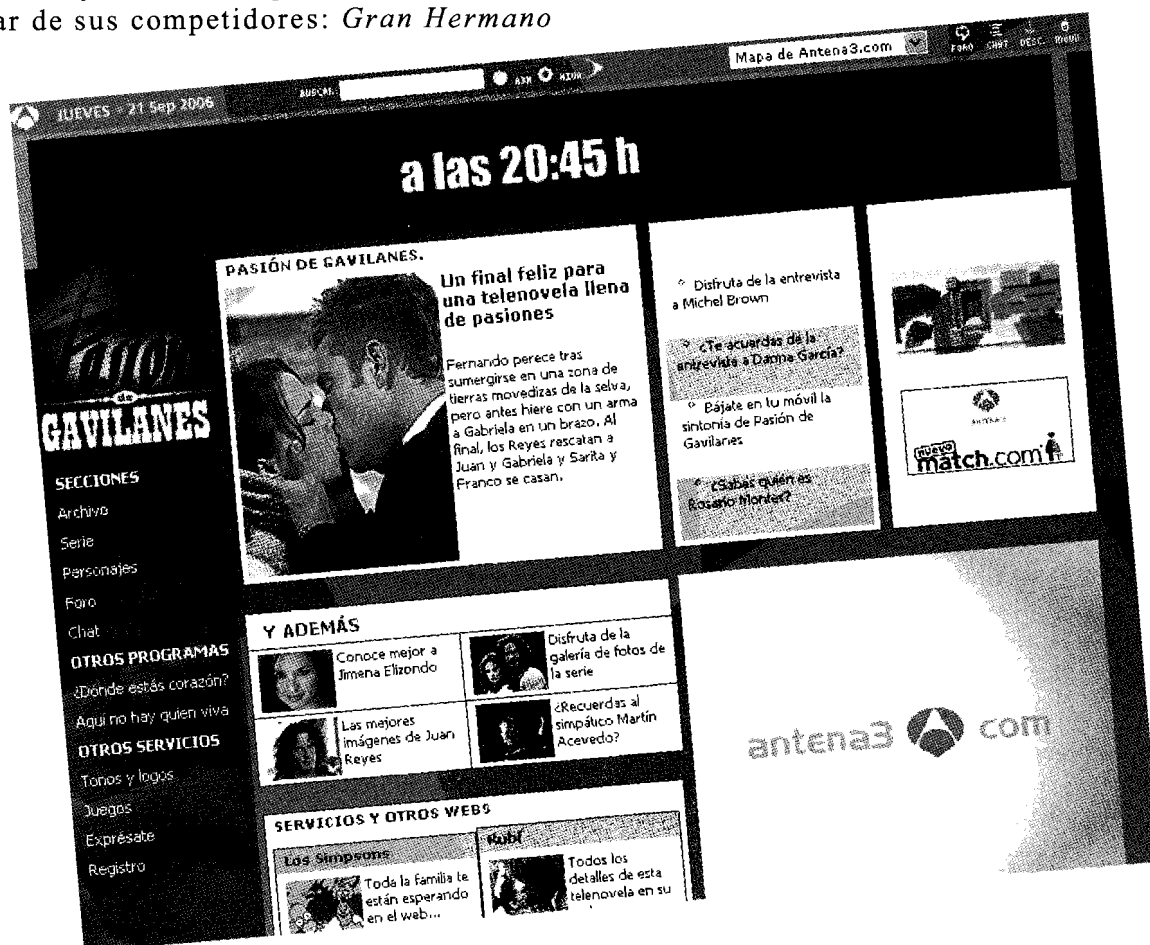 ar de sus competidores: Gran Hermano
JUEVES - 21 Sep 2006
BUSCAR:
Mapa de Antena3.com
FORO CHAT DESC.
a las 20:45 h
Pasión
de
GAVILANES
SECCIONES
Archivo
Serie
Personajes
Foro
Chat
OTROS PROGRAMAS
¿Dónde estás corazón?
Aquí no hay quien viva
OTROS SERVICIOS
Tonos y logos
Juegos
Exprésate
Registro
PASIÓN DE GAVILANES.
Un final feliz para
una telenovela llena
de pasiones
Fernando perece tras
sumergirse en una zona de
tierras movedizas de la selva,
pero antes hiere con un arma
a Gabriela en un brazo. Al
final, los Reyes rescatan a
Juan y Gabriela y Sarita y
Franco se casan.
Disfruta de la entrevista
a Michel Brown
¿Te acuerdas de la
entrevista a Danna García?
Bájate en tu móvil la
sintonía de Pasión de
Gavilanes
¿Sabes quién es
Rosario Montes?
ANTENA 3
nuevo
match.com
Y ADEMÁS
Conoce mejor a
Jimena Elizondo
Disfruta de la
galería de fotos de
la serie
Las mejores
imágenes de Juan
Reyes
¿Recuerdas al
simpático Martín
Acevedo?
SERVICIOS Y OTROS WEBS
Los Simpsons
Toda la familia te
están esperando
en el web...
Rubí
Todos los
detalles de esta
telenovela en su
antena3 com